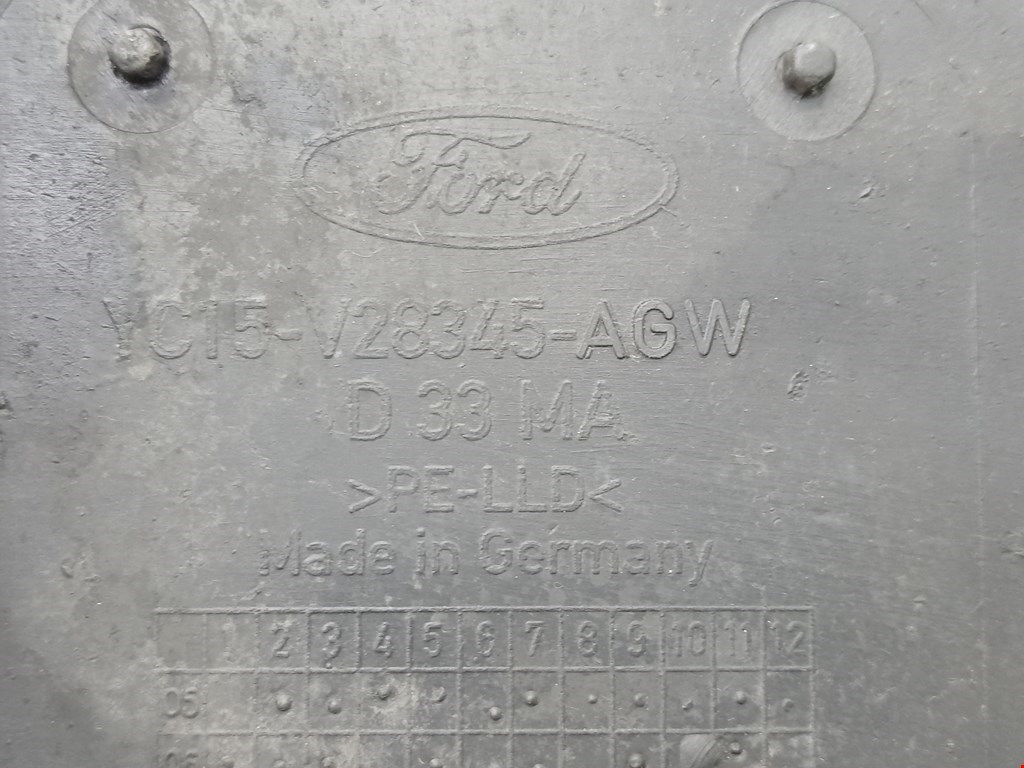 Ford
YC15-V28345-AGW
D 33 MA
>PE-LLD<
Made in Germany
1 2 3 4 5 6 7 8 9 10 11 12
05
06